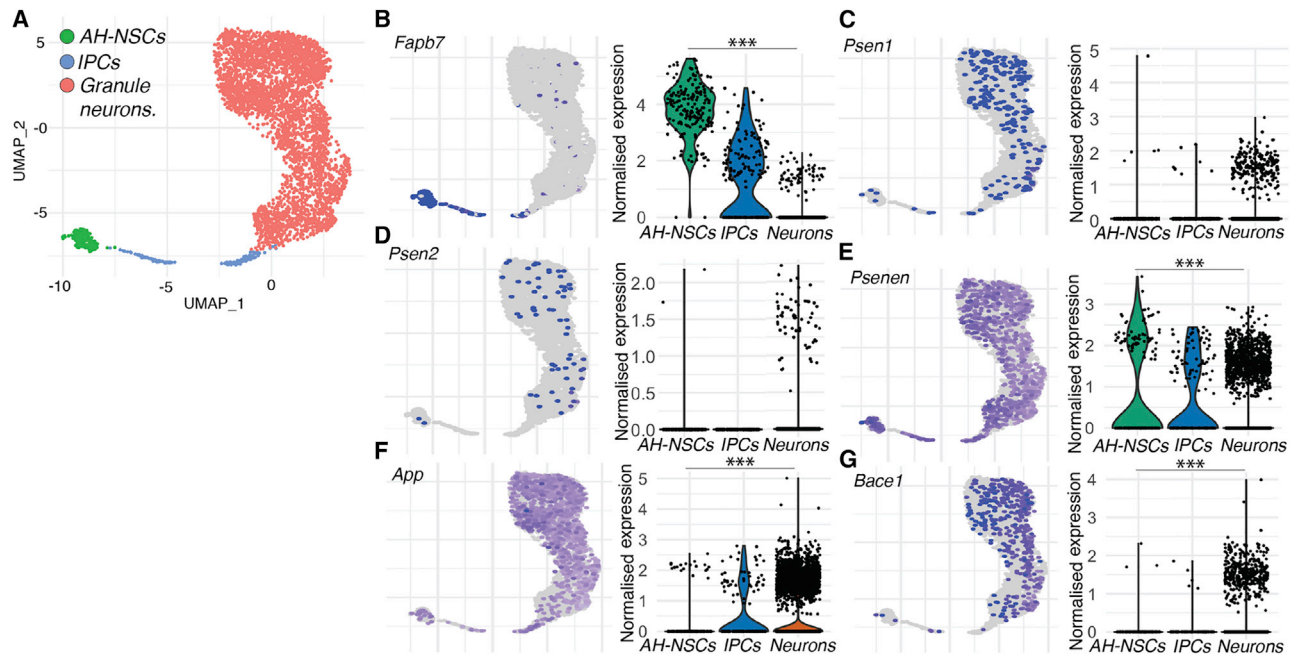 A
AH-NSCs
IPCs
Granule
neurons.
5
-0
-5
UMAP_2
-10
-5
0
UMAP_1
B
Fapb7
***
Normalised expression
4
2
0
AH-NSCs IPCs Neurons
C
Psen1
Normalised expression
5
4
3
2
1
0
AH-NSCs IPCs Neurons
D
Psen2
Normalised expression
2.0
1.5
1.0
0.5
0.0
AH-NSCs IPCs Neurons
E
Psenen
***
Normalised expression
3
2
1
0
AH-NSCs IPCs Neurons
F
App
***
Normalised expression
5
4
3
2
1
0
AH-NSCs IPCs Neurons
G
Bace1
***
Normalised expression
4
3
2
1
0
AH-NSCs IPCs Neurons